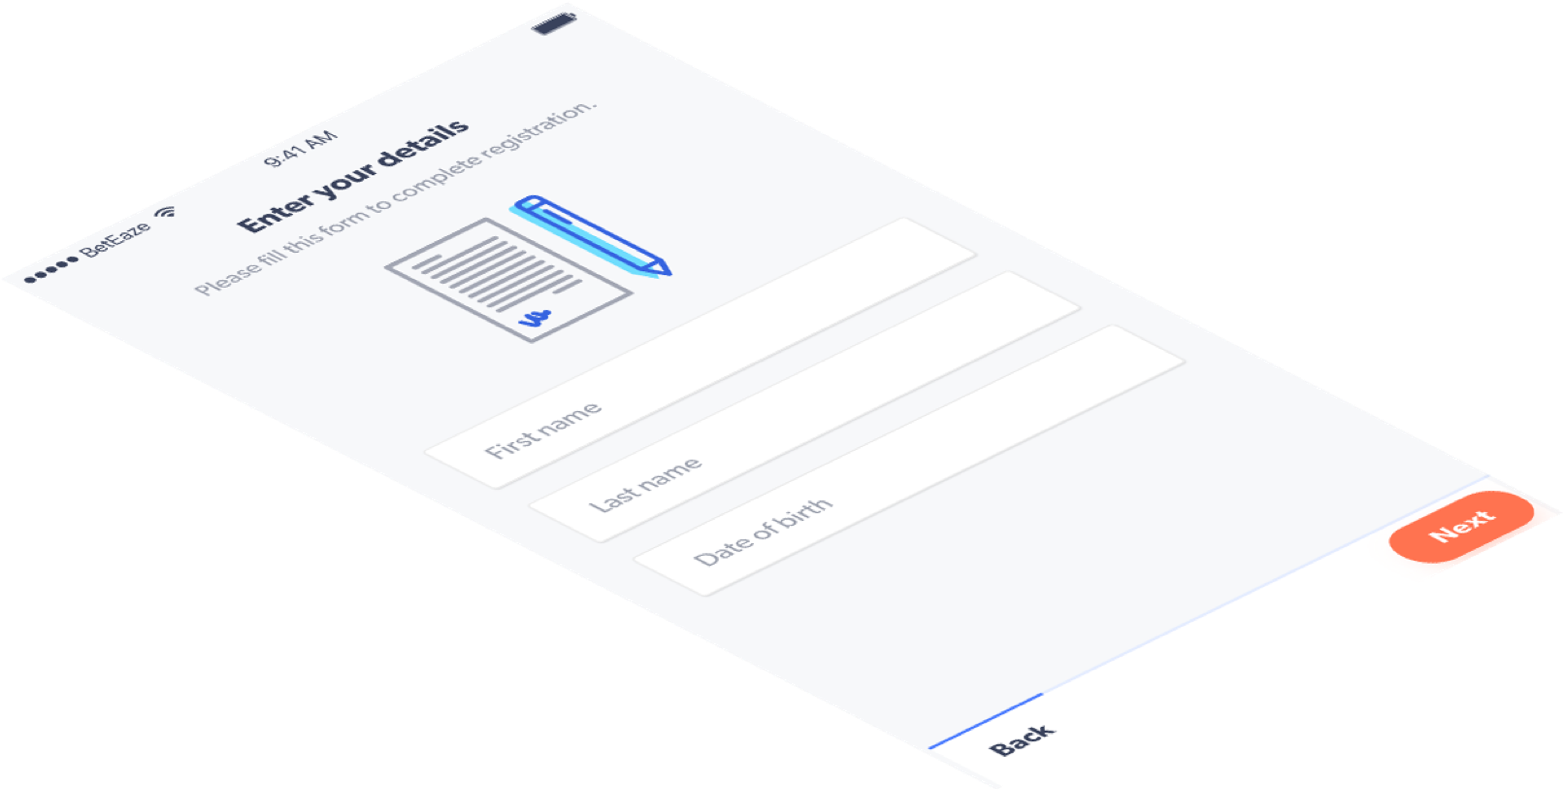 BetEaze
9:41 AM
Enter your details
Please fill this form to complete registration.
First name
Last name
Date of birth
Back
Next